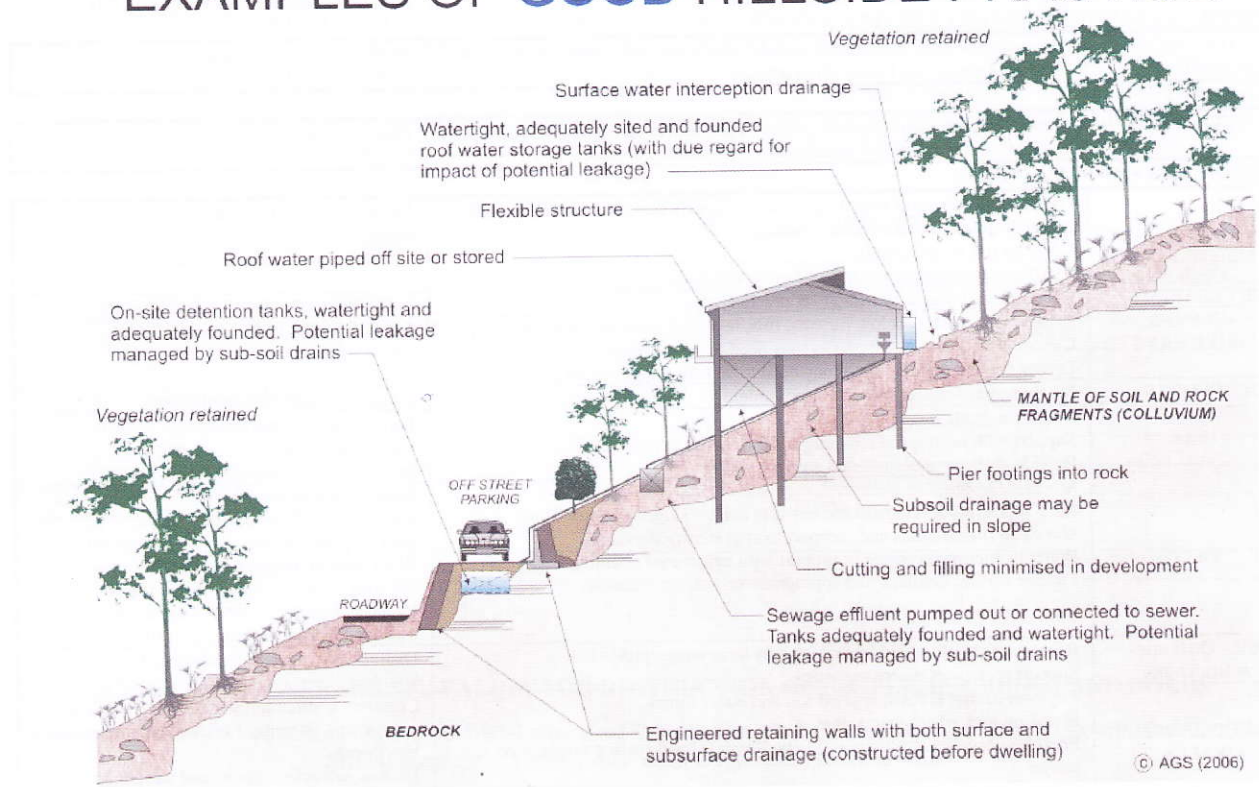 EXAMPLES OF GOOD HILLSIDE
Vegetation retained
Surface water interception drainage
Watertight, adequately sited and founded
roof water storage tanks (with due regard for
impact of potential leakage)
Flexible structure
Roof water piped off site or stored
On-site detention tanks, watertight and
adequately founded. Potential leakage
managed by sub-soil drains
MANTLE OF SOIL AND ROCK
FRAGMENTS (COLLUVIUM)
Vegetation retained
Pier footings into rock
OFF STREET
PARKING
Subsoil drainage may be
required in slope
Cutting and filling minimised in development
ROADWAY
Sewage effluent pumped out or connected to sewer.
Tanks adequately founded and watertight. Potential
leakage managed by sub-soil drains
BEDROCK
Engineered retaining walls with both surface and
subsurface drainage (constructed before dwelling)
© AGS (2006)